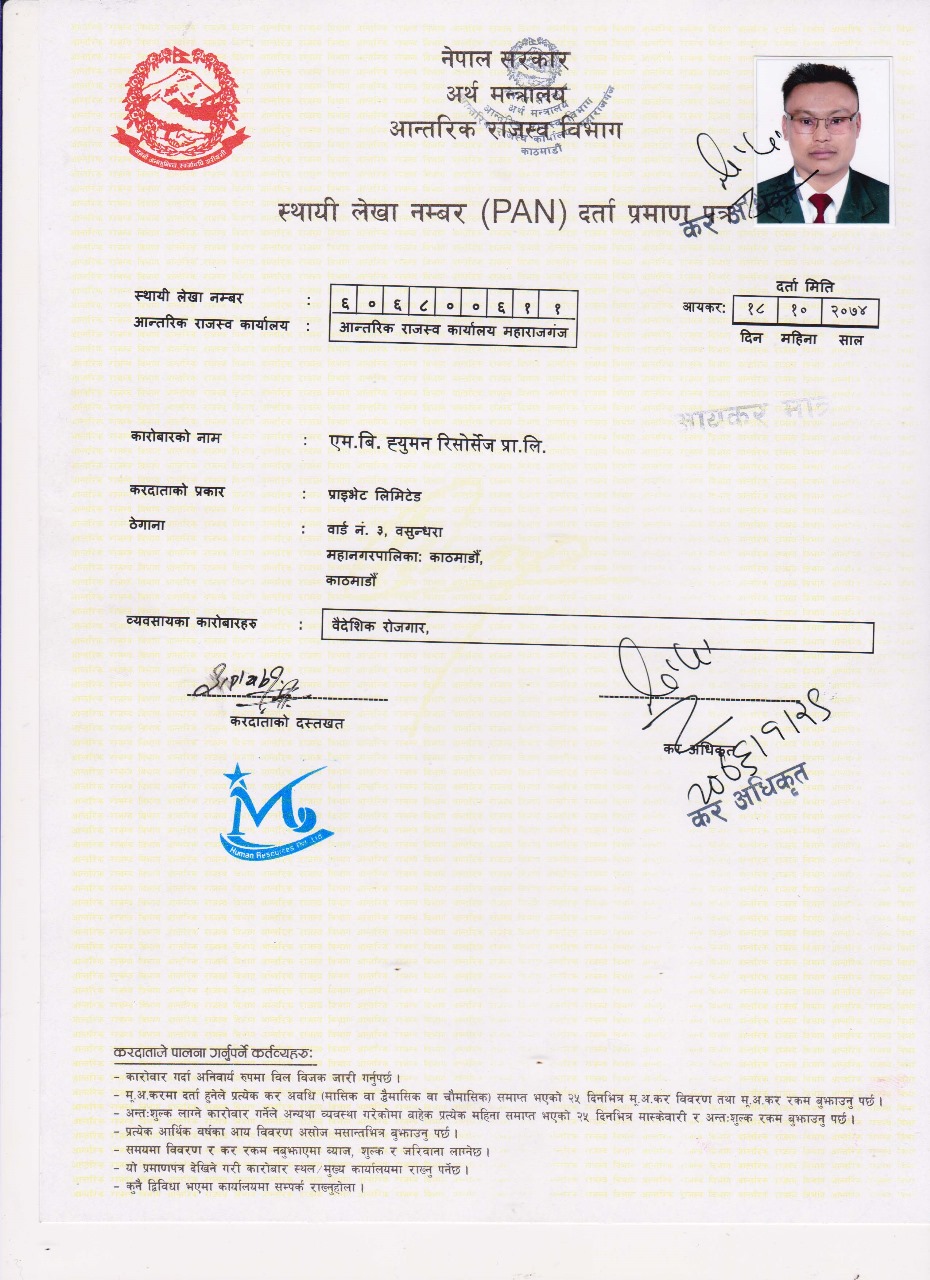 नेपाल सरकार
अर्थ मन्त्रालय
आन्तरिक राजस्व विभाग
काठमाडौं
स्थायी लेखा नम्बर (PAN) दर्ता प्रमाण पत्र
कर अधिकृत
स्थायी लेखा नम्बर : ६ ० ६ ८ ० ० ६ १ १
आन्तरिक राजस्व कार्यालय : आन्तरिक राजस्व कार्यालय महाराजगंज
दर्ता मिति
आयकर: १८ १० २०७४
दिन महिना साल
आयकर मात्र
कारोबारको नाम : एम.बि. ह्युमन रिसोर्सेज प्रा.लि.
करदाताको प्रकार : प्राइभेट लिमिटेड
ठेगाना : वार्ड नं. ३, वसुन्धरा
महानगरपालिका: काठमाडौँ,
काठमाडौँ
व्यवसायका कारोबारहरु : वैदेशिक रोजगार,
करदाताको दस्तखत
कर अधिकृत
कर अधिकृत
M
Human Resources Pvt. Ltd.
करदाताले पालना गर्नुपर्ने कर्तव्यहरु:
– कारोवार गर्दा अनिवार्य रुपमा विल विजक जारी गर्नुपर्छ ।
– मू.अ.करमा दर्ता हुनेले प्रत्येक कर अवधि (मासिक वा द्वैमासिक वा चौमासिक) समाप्त भएको २५ दिनभित्र मू.अ.कर विवरण तथा मू.अ.कर रकम बुझाउनु पर्छ ।
– अन्तःशुल्क लाग्ने कारोबार गर्नेले अन्यथा व्यवस्था गरेकोमा वाहेक प्रत्येक महिना समाप्त भएको २५ दिनभित्र मास्केवारी र अन्तःशुल्क रकम बुझाउनु पर्छ ।
– प्रत्येक आर्थिक वर्षका आय विवरण असोज मसान्तभित्र बुझाउनु पर्छ ।
– समयमा विवरण र कर रकम नबुझाएमा व्याज, शुल्क र जरिवाना लाग्नेछ ।
– यो प्रमाणपत्र देखिने गरी कारोबार स्थल/मुख्य कार्यालयमा राख्नु पर्नेछ ।
– कुनै द्विविधा भएमा कार्यालयमा सम्पर्क राख्नुहोला ।